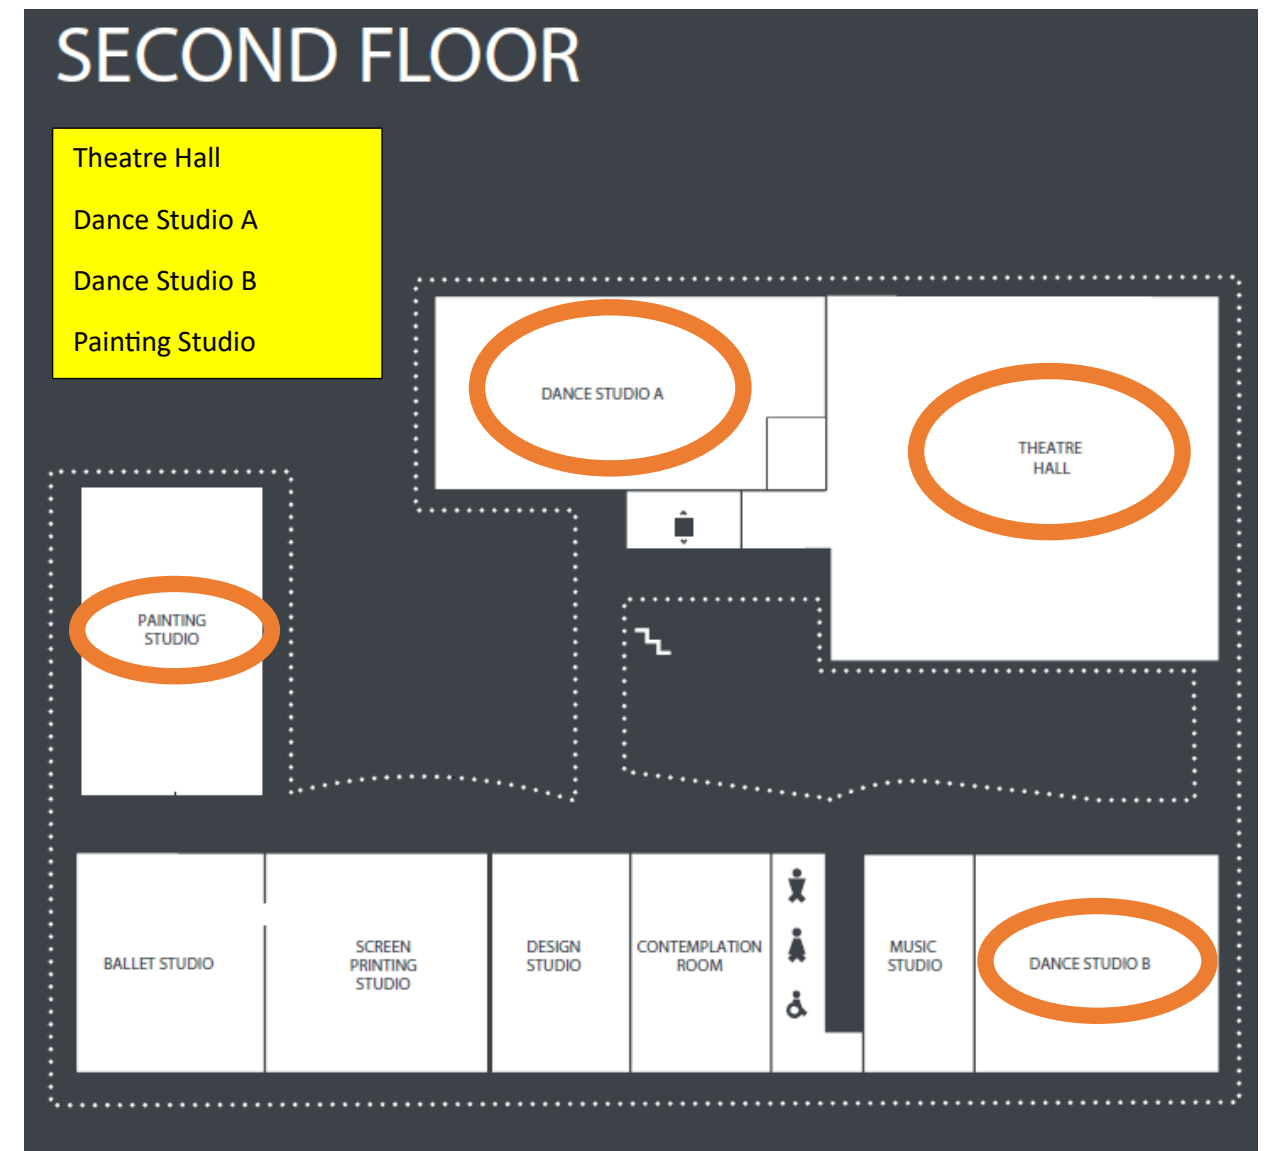 SECOND FLOOR
Theatre Hall
Dance Studio A
Dance Studio B
Painting Studio
DANCE STUDIO A
THEATRE
HALL
PAINTING
STUDIO
BALLET STUDIO
SCREEN
PRINTING
STUDIO
DESIGN
STUDIO
CONTEMPLATION
ROOM
MUSIC
STUDIO
DANCE STUDIO B